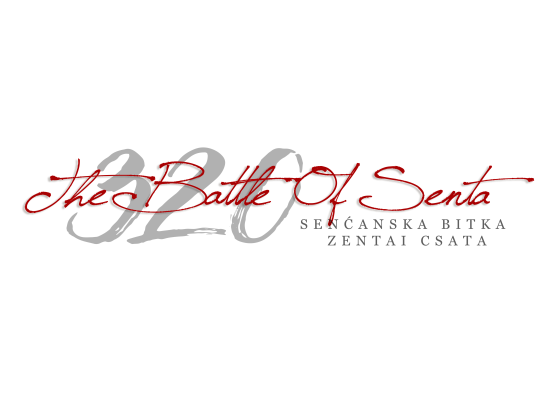 320
The Battle Of Senta
SENĆANSKA BITKA
ZENTAI CSATA